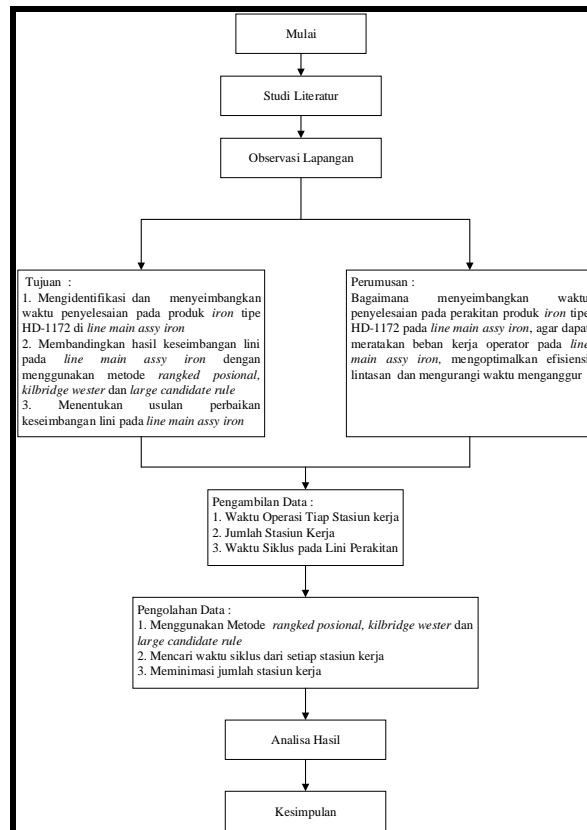 Mulai
Studi Literatur
Observasi Lapangan
Tujuan :
1. Mengidentifikasi dan menyeimbangkan
waktu penyelesaian pada produk iron tipe
HD-1172 di line main assy iron
2. Membandingkan hasil keseimbangan lini
pada line main assy iron dengan
menggunakan metode rangked posional,
kilbridge wester dan large candidate rule
3. Menentukan usulan perbaikan
keseimbangan lini pada line main assy iron
Perumusan :
Bagaimana menyeimbangkan waktu
penyelesaian pada perakitan produk iron tipe
HD-1172 pada line main assy iron, agar dapat
meratakan beban kerja operator pada line
main assy iron, mengoptimalkan efisiensi
lintasan dan mengurangi waktu menganggur
Pengambilan Data :
1. Waktu Operasi Tiap Stasiun kerja
2. Jumlah Stasiun Kerja
3. Waktu Siklus pada Lini Perakitan
Pengolahan Data :
1. Menggunakan Metode rangked posional, kilbridge wester dan
large candidate rule
2. Mencari waktu siklus dari setiap stasiun kerja
3. Meminimasi jumlah stasiun kerja
Analisa Hasil
Kesimpulan